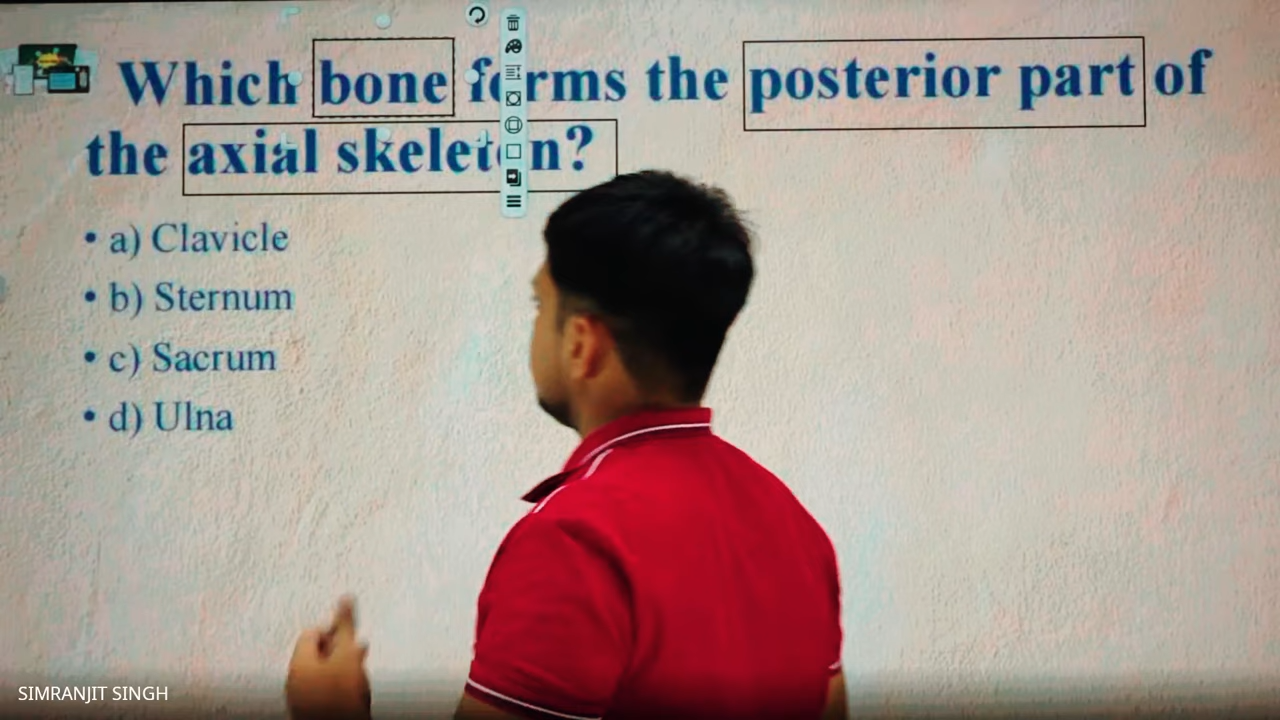 Which bone forms the posterior part of
the axial skeleton?
• a) Clavicle
• b) Sternum
• c) Sacrum
• d) Ulna
SIMRANJIT SINGH